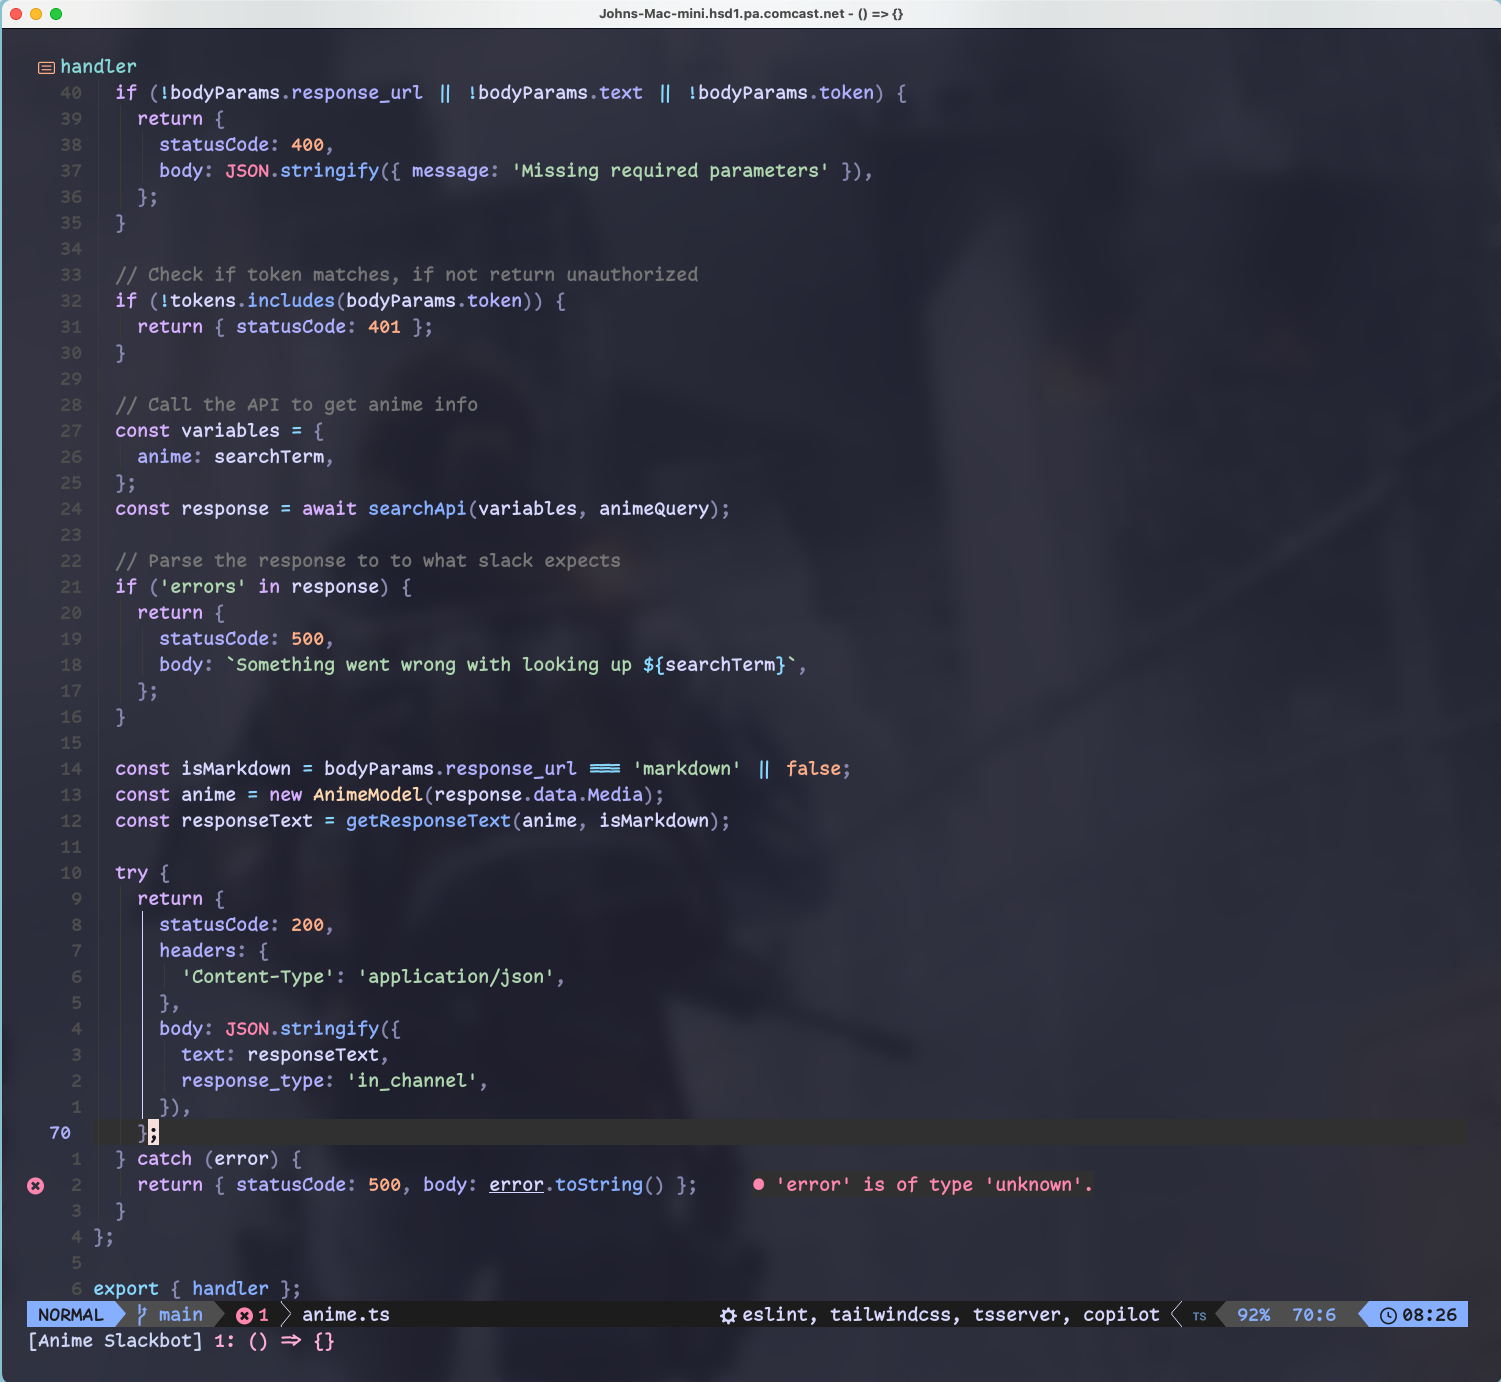 Johns-Mac-mini.hsd1.pa.comcast.net - () => {}
handler
40 if (!bodyParams.response_url || !bodyParams.text || !bodyParams.token) {
39 return {
38 statusCode: 400,
37 body: JSON.stringify({ message: 'Missing required parameters' }),
36 };
35 }
34
33 // Check if token matches, if not return unauthorized
32 if (!tokens.includes(bodyParams.token)) {
31 return { statusCode: 401 };
30 }
29
28 // Call the API to get anime info
27 const variables = {
26 anime: searchTerm,
25 };
24 const response = await searchApi(variables, animeQuery);
23
22 // Parse the response to to what slack expects
21 if ('errors' in response) {
20 return {
19 statusCode: 500,
18 body: `Something went wrong with looking up ${searchTerm}`,
17 };
16 }
15
14 const isMarkdown = bodyParams.response_url === 'markdown' || false;
13 const anime = new AnimeModel(response.data.Media);
12 const responseText = getResponseText(anime, isMarkdown);
11
10 try {
9 return {
8 statusCode: 200,
7 headers: {
6 'Content-Type': 'application/json',
5 },
4 body: JSON.stringify({
3 text: responseText,
2 response_type: 'in_channel',
1 }),
70 };
1 } catch (error) {
2 return { statusCode: 500, body: error.toString() }; 'error' is of type 'unknown'.
3 }
4 };
5
6 export { handler };
NORMAL main 1 anime.ts eslint, tailwindcss, tsserver, copilot TS 92% 70:6 08:26
[Anime Slackbot] 1: () => {}